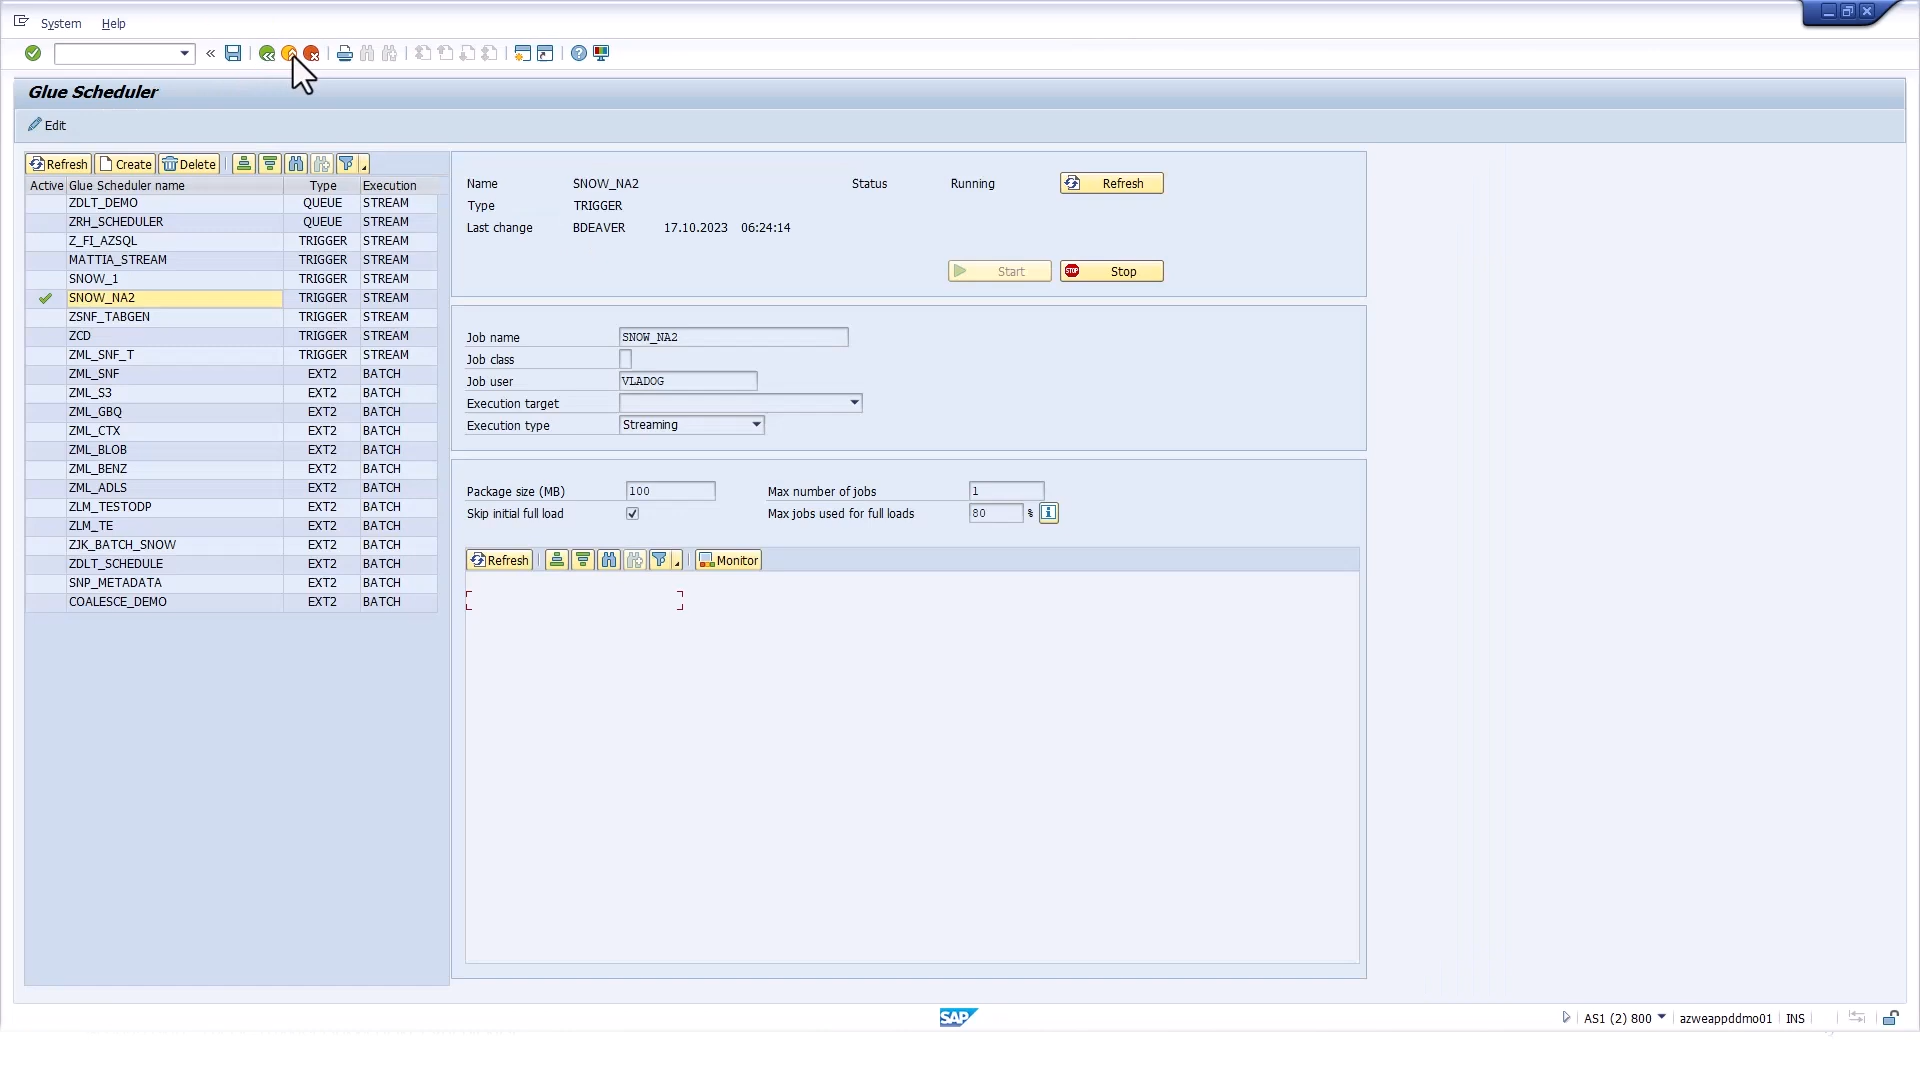 System Help
Glue Scheduler
Edit
Refresh Create Delete
Active Glue Scheduler name Type Execution
ZDLT_DEMO QUEUE STREAM
ZRH_SCHEDULER QUEUE STREAM
Z_FI_AZSQL TRIGGER STREAM
MATTIA_STREAM TRIGGER STREAM
SNOW_1 TRIGGER STREAM
SNOW_NA2 TRIGGER STREAM
ZSNF_TABGEN TRIGGER STREAM
ZCD TRIGGER STREAM
ZML_SNF_T TRIGGER STREAM
ZML_SNF EXT2 BATCH
ZML_S3 EXT2 BATCH
ZML_GBQ EXT2 BATCH
ZML_CTX EXT2 BATCH
ZML_BLOB EXT2 BATCH
ZML_BENZ EXT2 BATCH
ZML_ADLS EXT2 BATCH
ZLM_TESTODP EXT2 BATCH
ZLM_TE EXT2 BATCH
ZJK_BATCH_SNOW EXT2 BATCH
ZDLT_SCHEDULE EXT2 BATCH
SNP_METADATA EXT2 BATCH
COALESCE_DEMO EXT2 BATCH
Name SNOW_NA2 Status Running Refresh
Type TRIGGER
Last change BDEAVER 17.10.2023 06:24:14
Start STOP Stop
Job name SNOW_NA2
Job class
Job user VLADOG
Execution target
Execution type Streaming
Package size (MB) 100 Max number of jobs 1
Skip initial full load Max jobs used for full loads 80 %
Refresh Monitor
SAP
AS1 (2) 800 azweappddmo01 INS